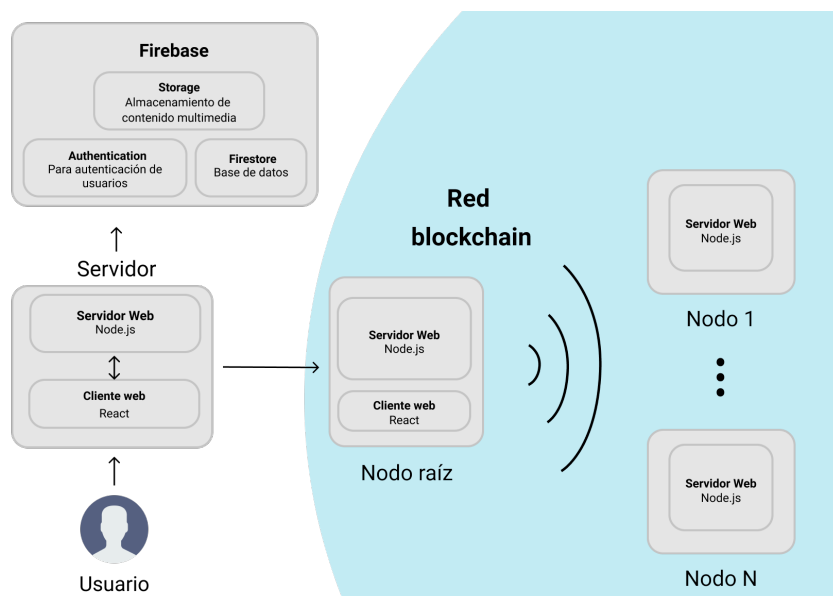 Firebase
Storage
Almacenamiento de
contenido multimedia
Authentication
Para autenticación de
usuarios
Firestore
Base de datos
Servidor
Servidor Web
Node.js
Cliente web
React
Usuario
Red
blockchain
Servidor Web
Node.js
Cliente web
React
Nodo raíz
Servidor Web
Node.js
Nodo 1
Servidor Web
Node.js
Nodo N